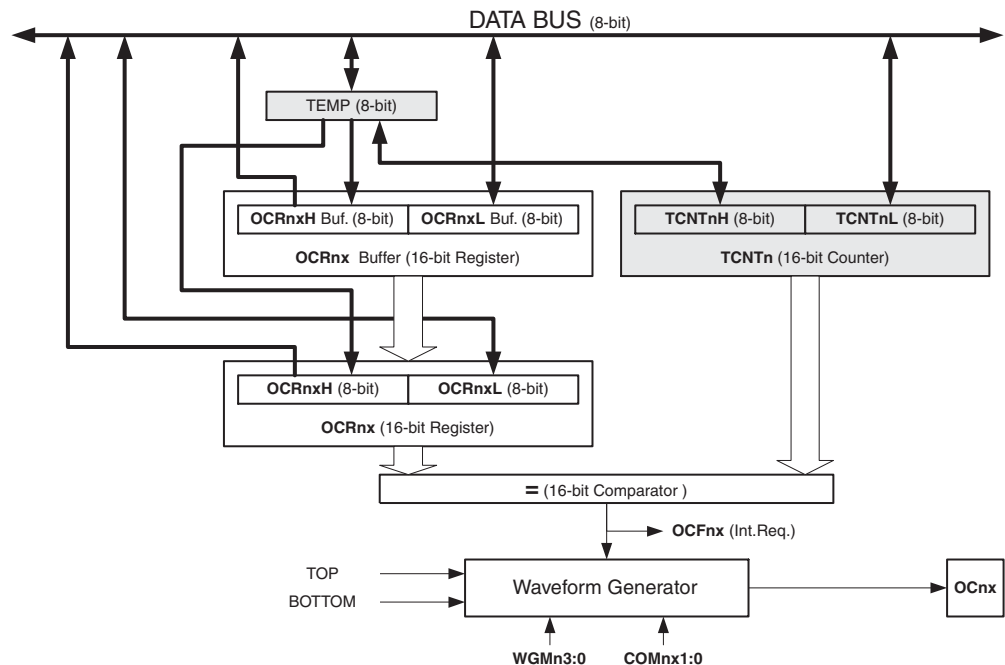 DATA BUS (8-bit)
TEMP (8-bit)
OCRnxH Buf. (8-bit)
OCRnxL Buf. (8-bit)
OCRnx Buffer (16-bit Register)
TCNTnH (8-bit)
TCNTnL (8-bit)
TCNTn (16-bit Counter)
OCRnxH (8-bit)
OCRnxL (8-bit)
OCRnx (16-bit Register)
= (16-bit Comparator )
OCFnx (Int.Req.)
TOP
BOTTOM
Waveform Generator
OCnx
WGMn3:0
COMnx1:0